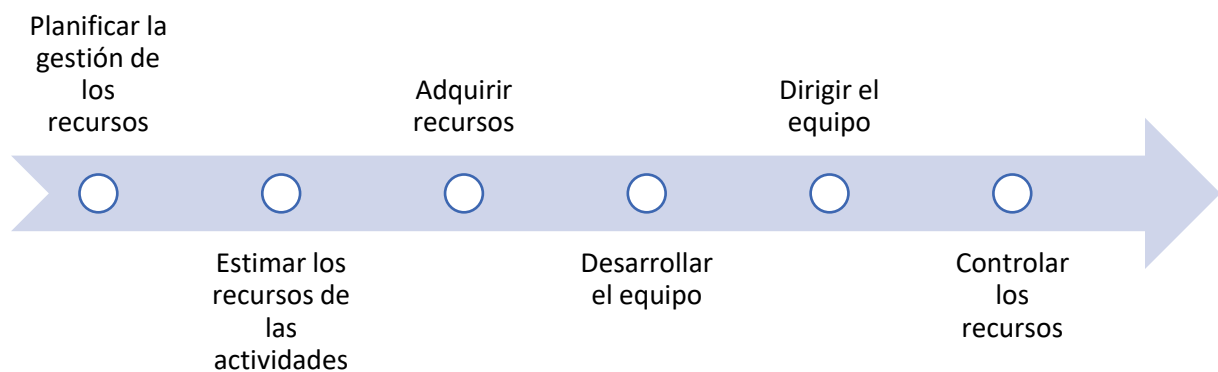 Planificar la
gestión de
los
recursos
Estimar los
recursos de
las
actividades
Adquirir
recursos
Desarrollar
el equipo
Dirigir el
equipo
Controlar
los
recursos